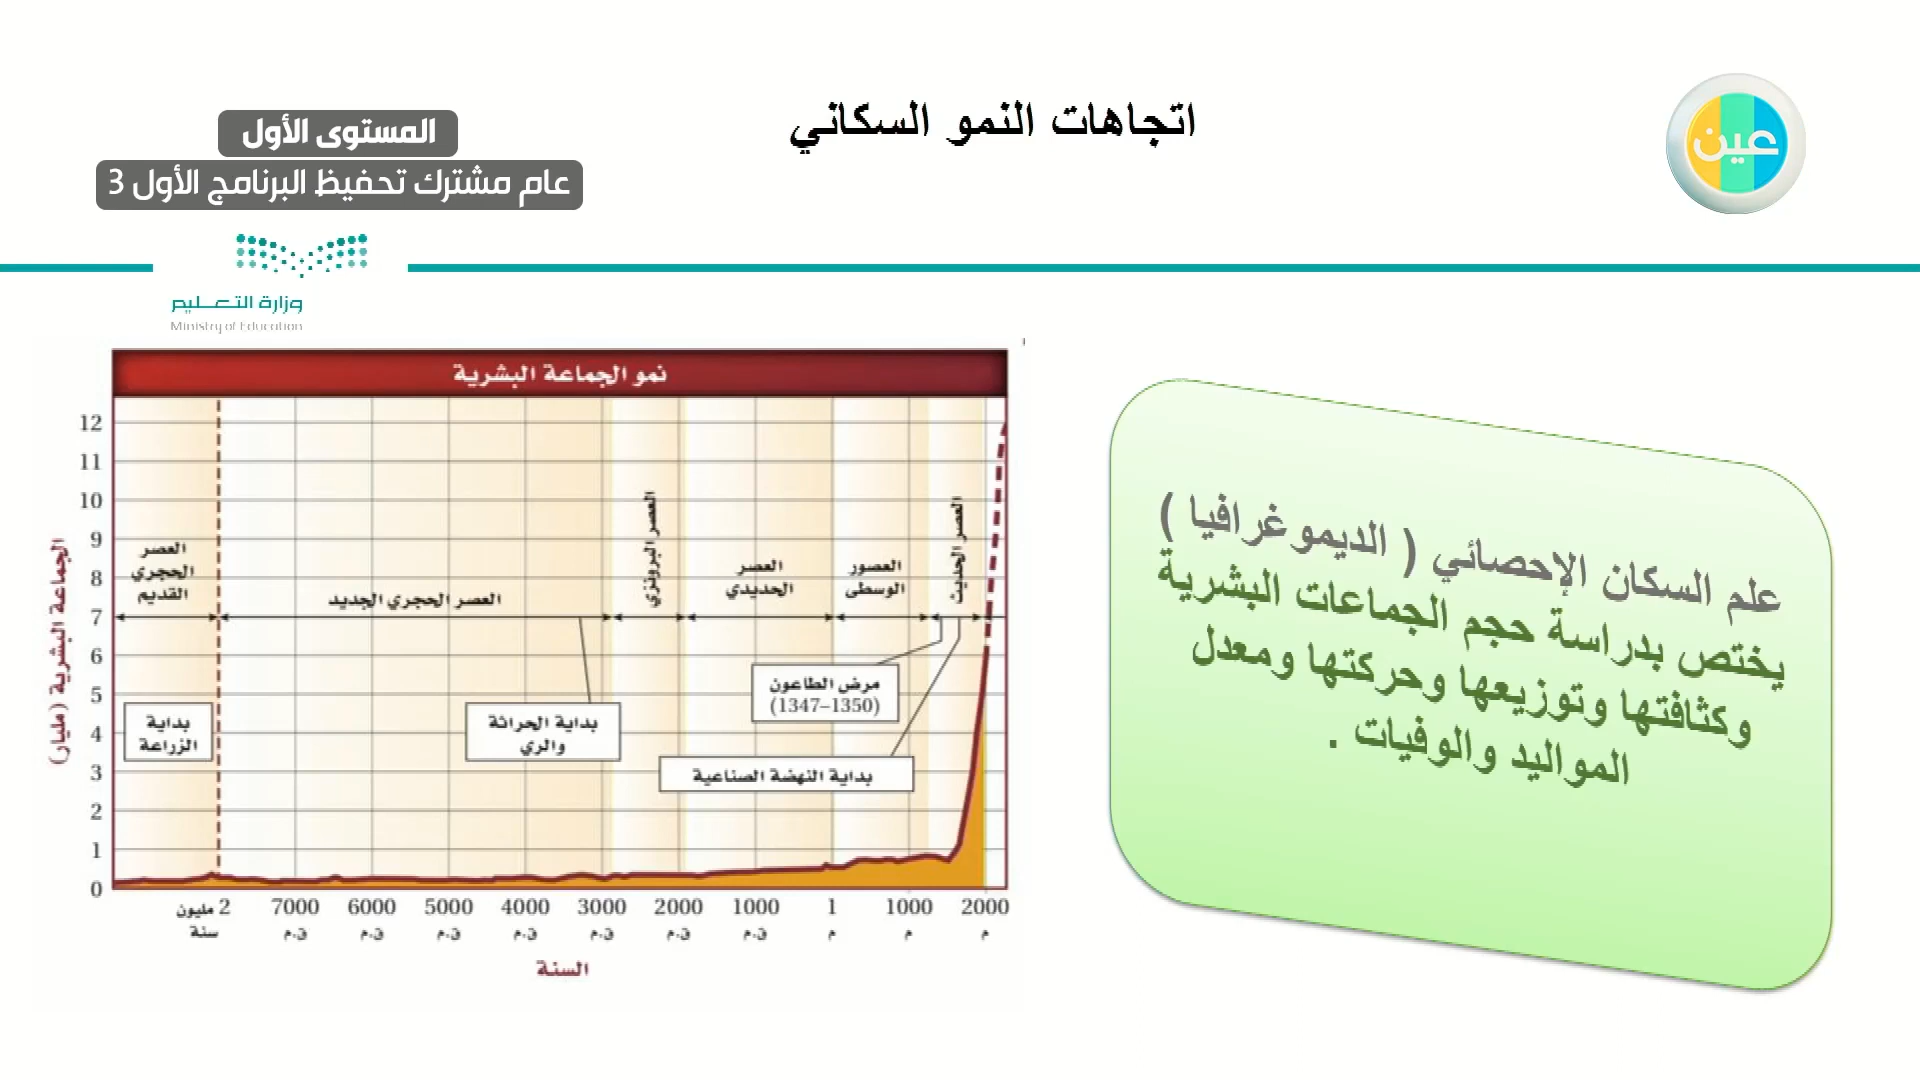 اتجاهات النمو السكاني
عين
المستوى الأول
عام مشترك تحفيظ البرنامج الأول 3
وزارة التعليم
Ministry of Education
علم السكان الإحصائي ( الديموغرافيا )
يختص بدراسة حجم الجماعات البشرية
وكثافتها وتوزيعها وحركتها ومعدل
المواليد والوفيات .
نمو الجماعة البشرية
الجماعة البشرية (مليار)
12
11
10
9
8
7
6
5
4
3
2
1
0
العصر
الحجري
القديم
العصر الحجري الجديد
العصر البرونزي
العصر
الحديدي
العصور
الوسطى
العصر الحديث
بداية
الزراعة
بداية الحراثة
والري
مرض الطاعون
(1347–1350)
بداية النهضة الصناعية
2 مليون
سنة
7000 6000 5000 4000 3000 2000 1000 1 1000 2000
ق.م ق.م ق.م ق.م ق.م ق.م ق.م م م م
السنة